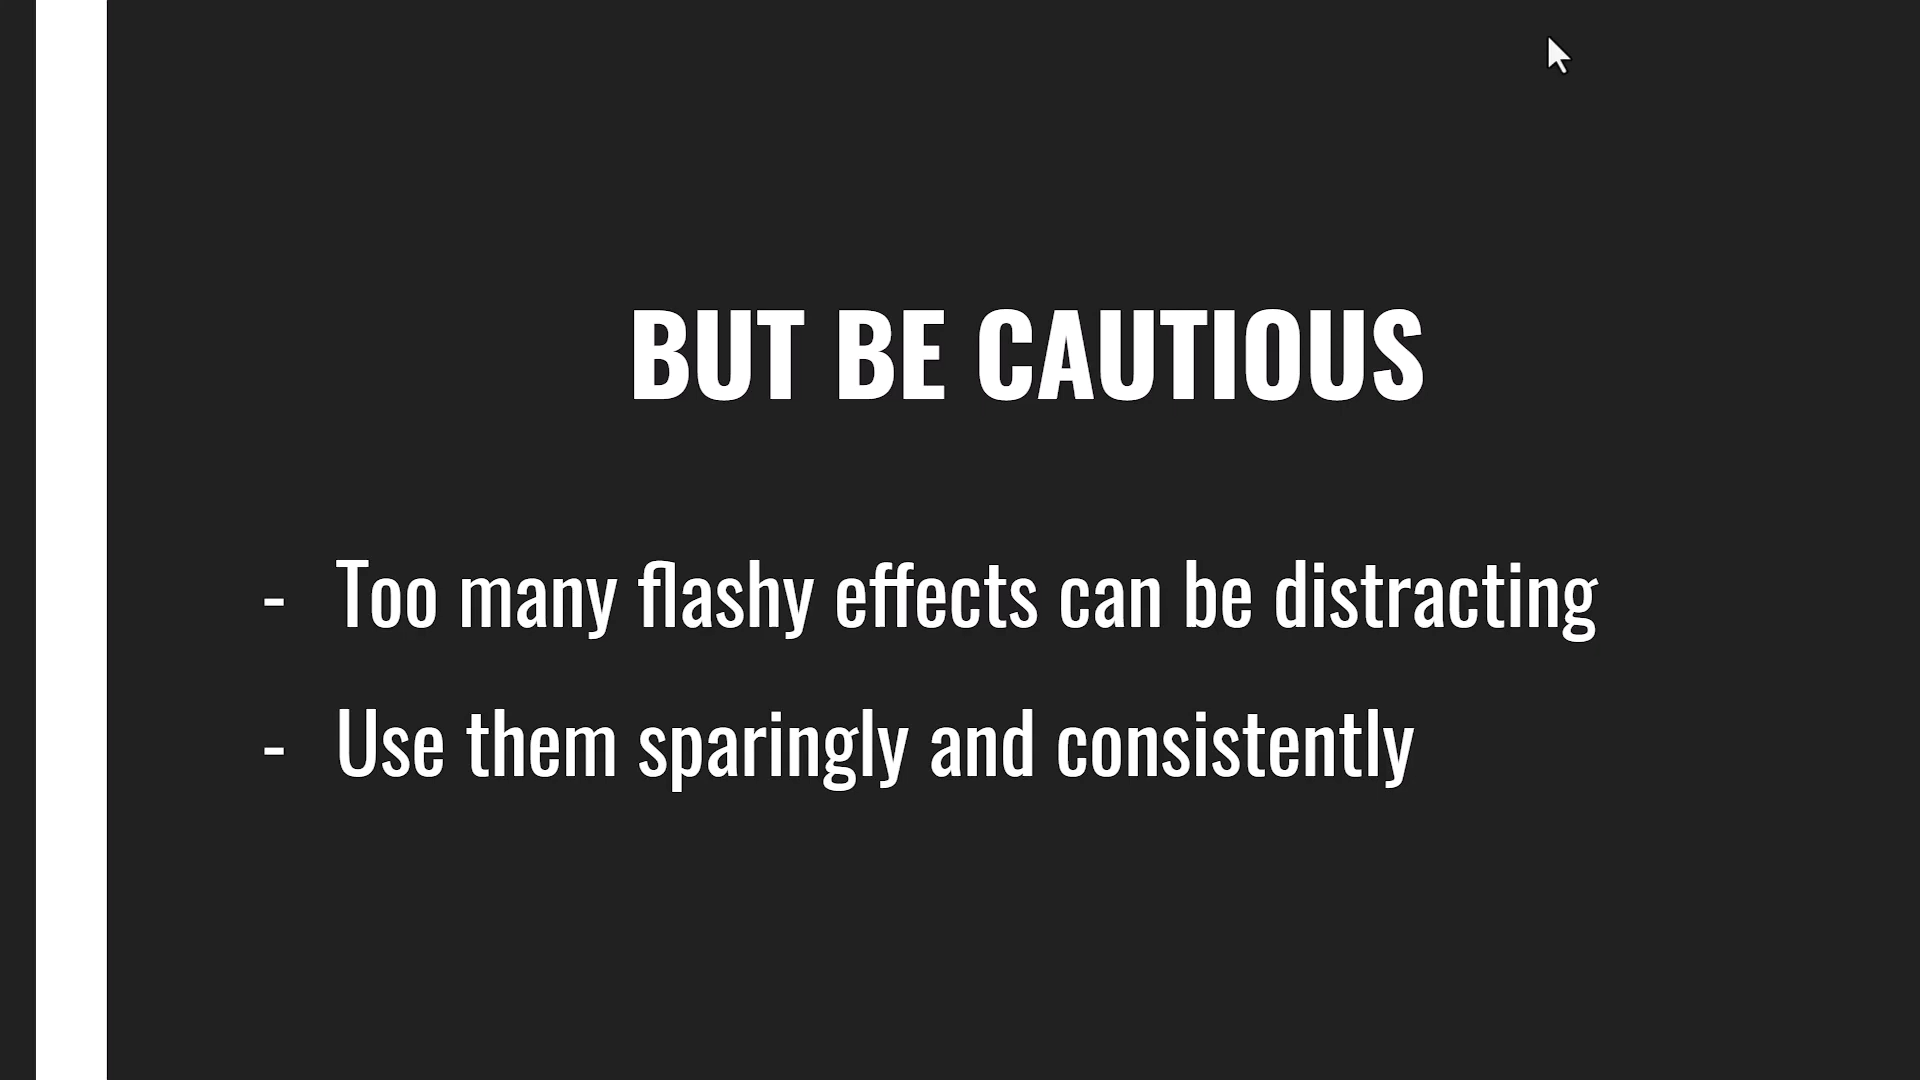 BUT BE CAUTIOUS
- Too many flashy effects can be distracting
- Use them sparingly and consistently